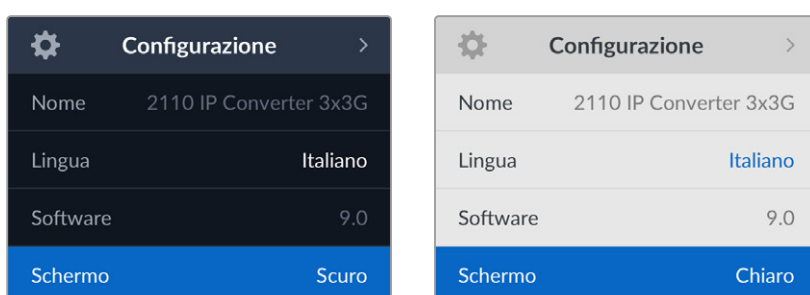 Configurazione
Nome 2110 IP Converter 3x3G
Lingua Italiano
Software 9.0
Schermo Scuro
Configurazione
Nome 2110 IP Converter 3x3G
Lingua Italiano
Software 9.0
Schermo Chiaro